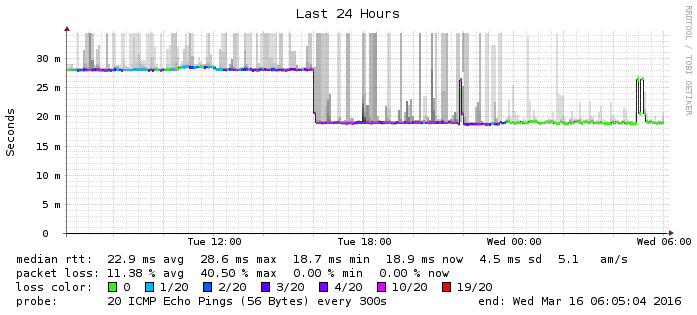 Last 24 Hours
RRDTOOL / TOBI OETIKER
Seconds
30 m
25 m
20 m
15 m
10 m
5 m
0
Tue 12:00 Tue 18:00 Wed 00:00 Wed 06:00
median rtt: 22.9 ms avg 28.6 ms max 18.7 ms min 18.9 ms now 4.5 ms sd 5.1 am/s
packet loss: 11.38 % avg 40.50 % max 0.00 % min 0.00 % now
loss color: 0 1/20 2/20 3/20 4/20 10/20 19/20
probe: 20 ICMP Echo Pings (56 Bytes) every 300s end: Wed Mar 16 06:05:04 2016